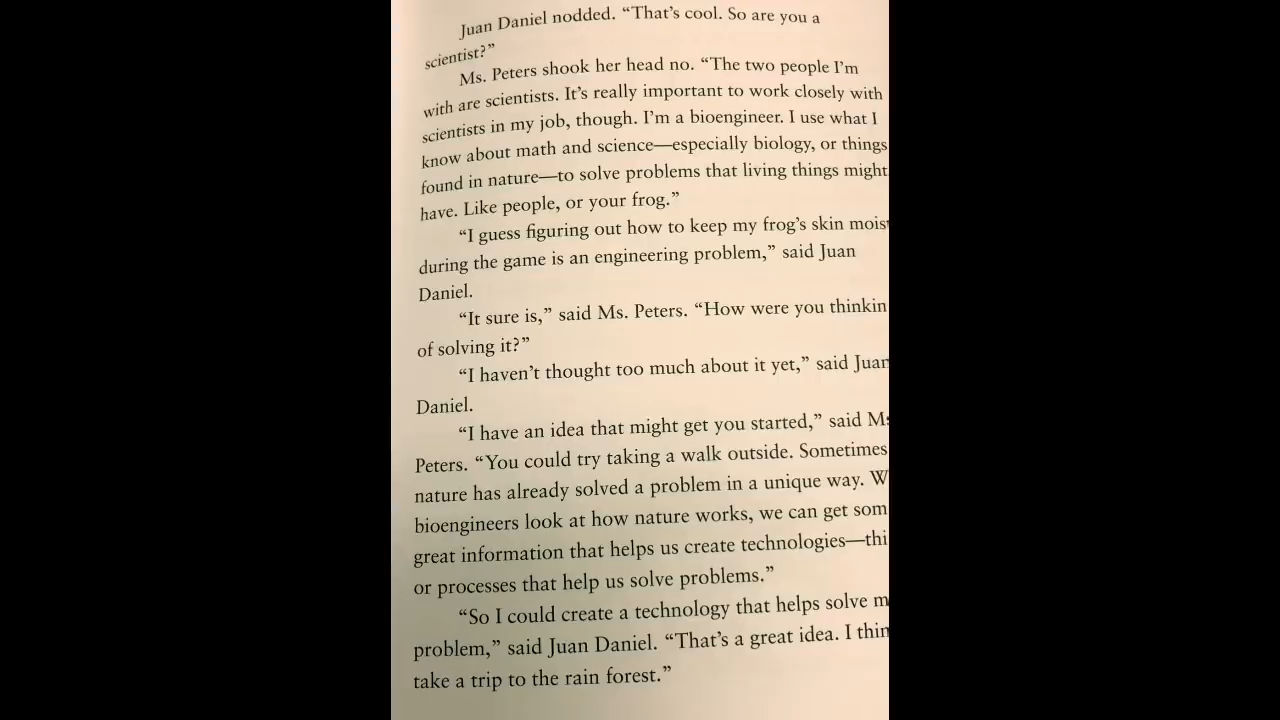 Juan Daniel nodded. “That’s cool. So are you a
scientist?”
Ms. Peters shook her head no. “The two people I’m
with are scientists. It’s really important to work closely with
scientists in my job, though. I’m a bioengineer. I use what I
know about math and science—especially biology, or things
found in nature—to solve problems that living things might
have. Like people, or your frog.”
“I guess figuring out how to keep my frog’s skin mois
during the game is an engineering problem,” said Juan
Daniel.
“It sure is,” said Ms. Peters. “How were you thinkin
of solving it?”
“I haven’t thought too much about it yet,” said Juan
Daniel.
“I have an idea that might get you started,” said Ms
Peters. “You could try taking a walk outside. Sometimes
nature has already solved a problem in a unique way. W
bioengineers look at how nature works, we can get som
great information that helps us create technologies—thi
or processes that help us solve problems.”
“So I could create a technology that helps solve m
problem,” said Juan Daniel. “That’s a great idea. I thin
take a trip to the rain forest.”